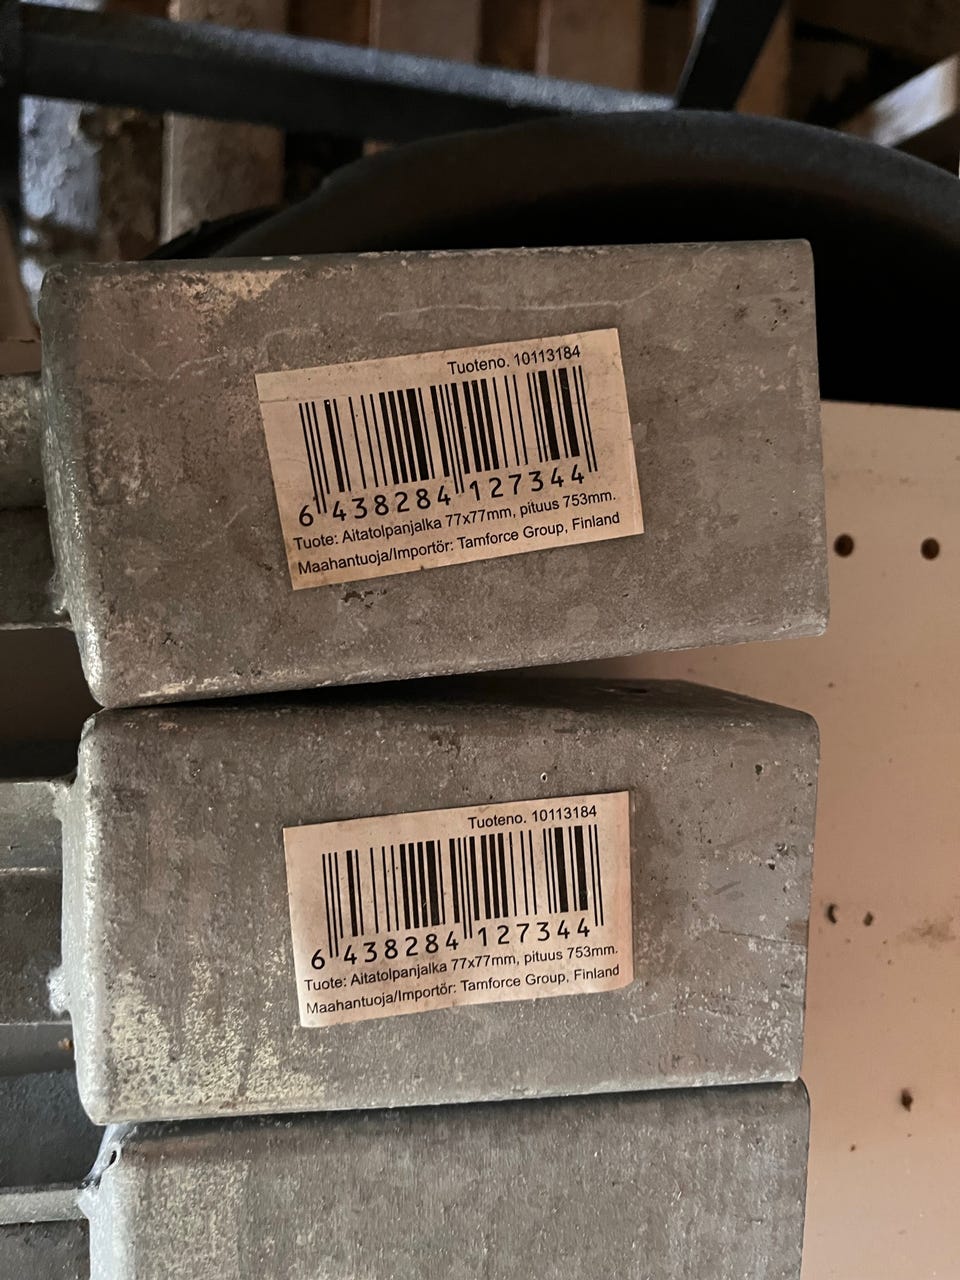 Tuoteno. 10113184
6 438284 127344
Tuote: Aitatolpanjalka 77x77mm, pituus 753mm.
Maahantuoja/Importör: Tamforce Group, Finland
Tuoteno. 10113184
6 438284 127344
Tuote: Aitatolpanjalka 77x77mm, pituus 753mm.
Maahantuoja/Importör: Tamforce Group, Finland